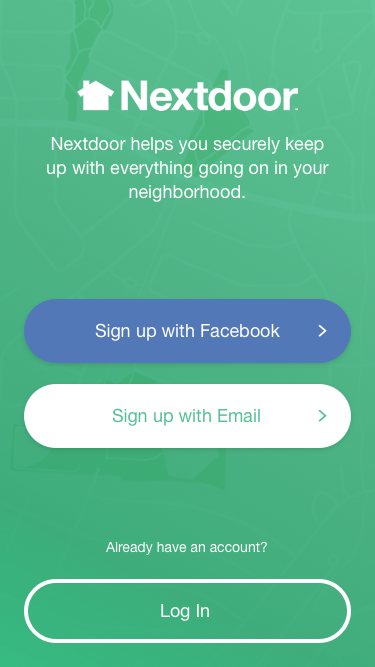 Nextdoor
Nextdoor helps you securely keep
up with everything going on in your
neighborhood.
Sign up with Facebook
Sign up with Email
Already have an account?
Log In